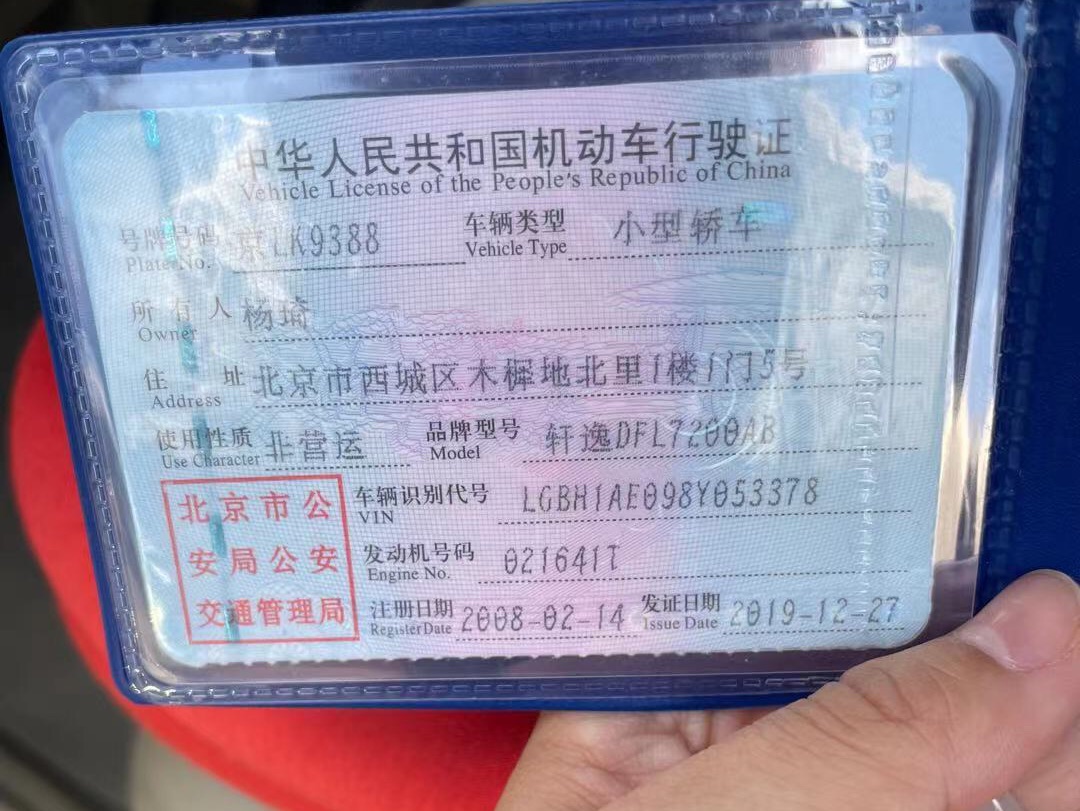 中华人民共和国机动车行驶证
Vehicle License of the People's Republic of China
号牌号码 京LK9388 车辆类型 小型轿车
Plate No. Vehicle Type
所有人 杨琦
Owner
住址 北京市西城区木樨地北里1楼1门5号
Address
使用性质 非营运 品牌型号 轩逸DFL7200AB
Use Character Model
北京市公 车辆识别代号 LGBH1AE098Y053378
VIN
安局公安 发动机号码 021641T
Engine No.
交通管理局 注册日期 2008-02-14 发证日期 2019-12-27
Register Date Issue Date